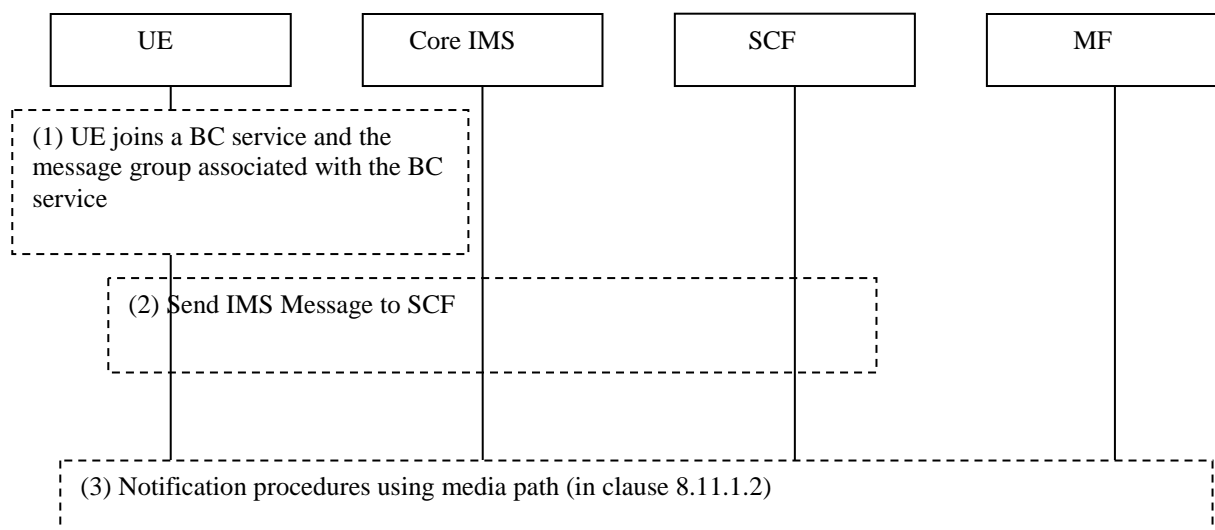 UE
Core IMS
SCF
MF
(1) UE joins a BC service and the
message group associated with the BC
service
(2) Send IMS Message to SCF
(3) Notification procedures using media path (in clause 8.11.1.2)